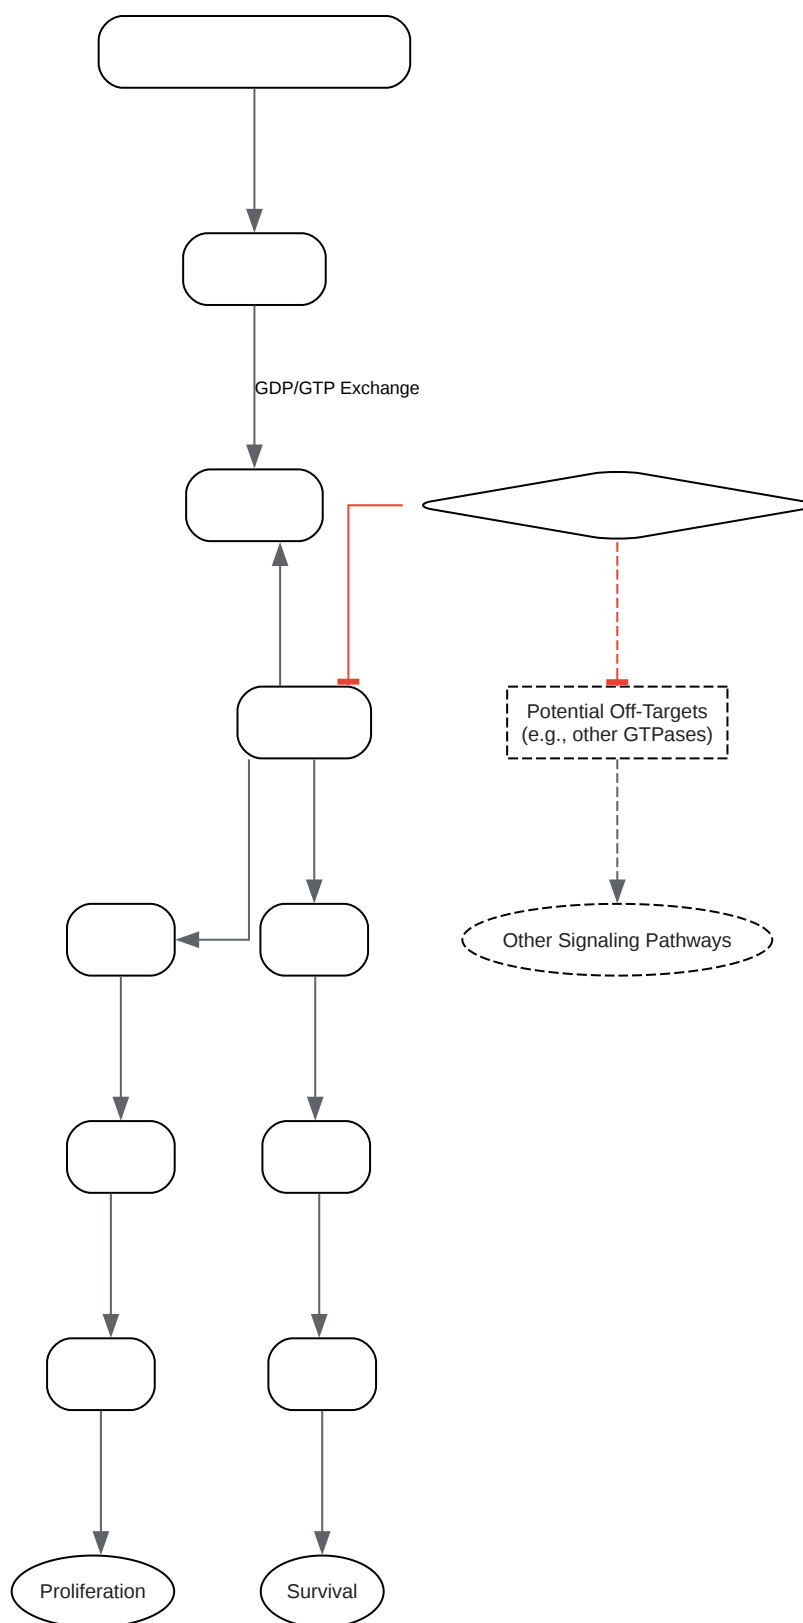 GDP/GTP Exchange
Potential Off-Targets
(e.g., other GTPases)
Other Signaling Pathways
Proliferation
Survival